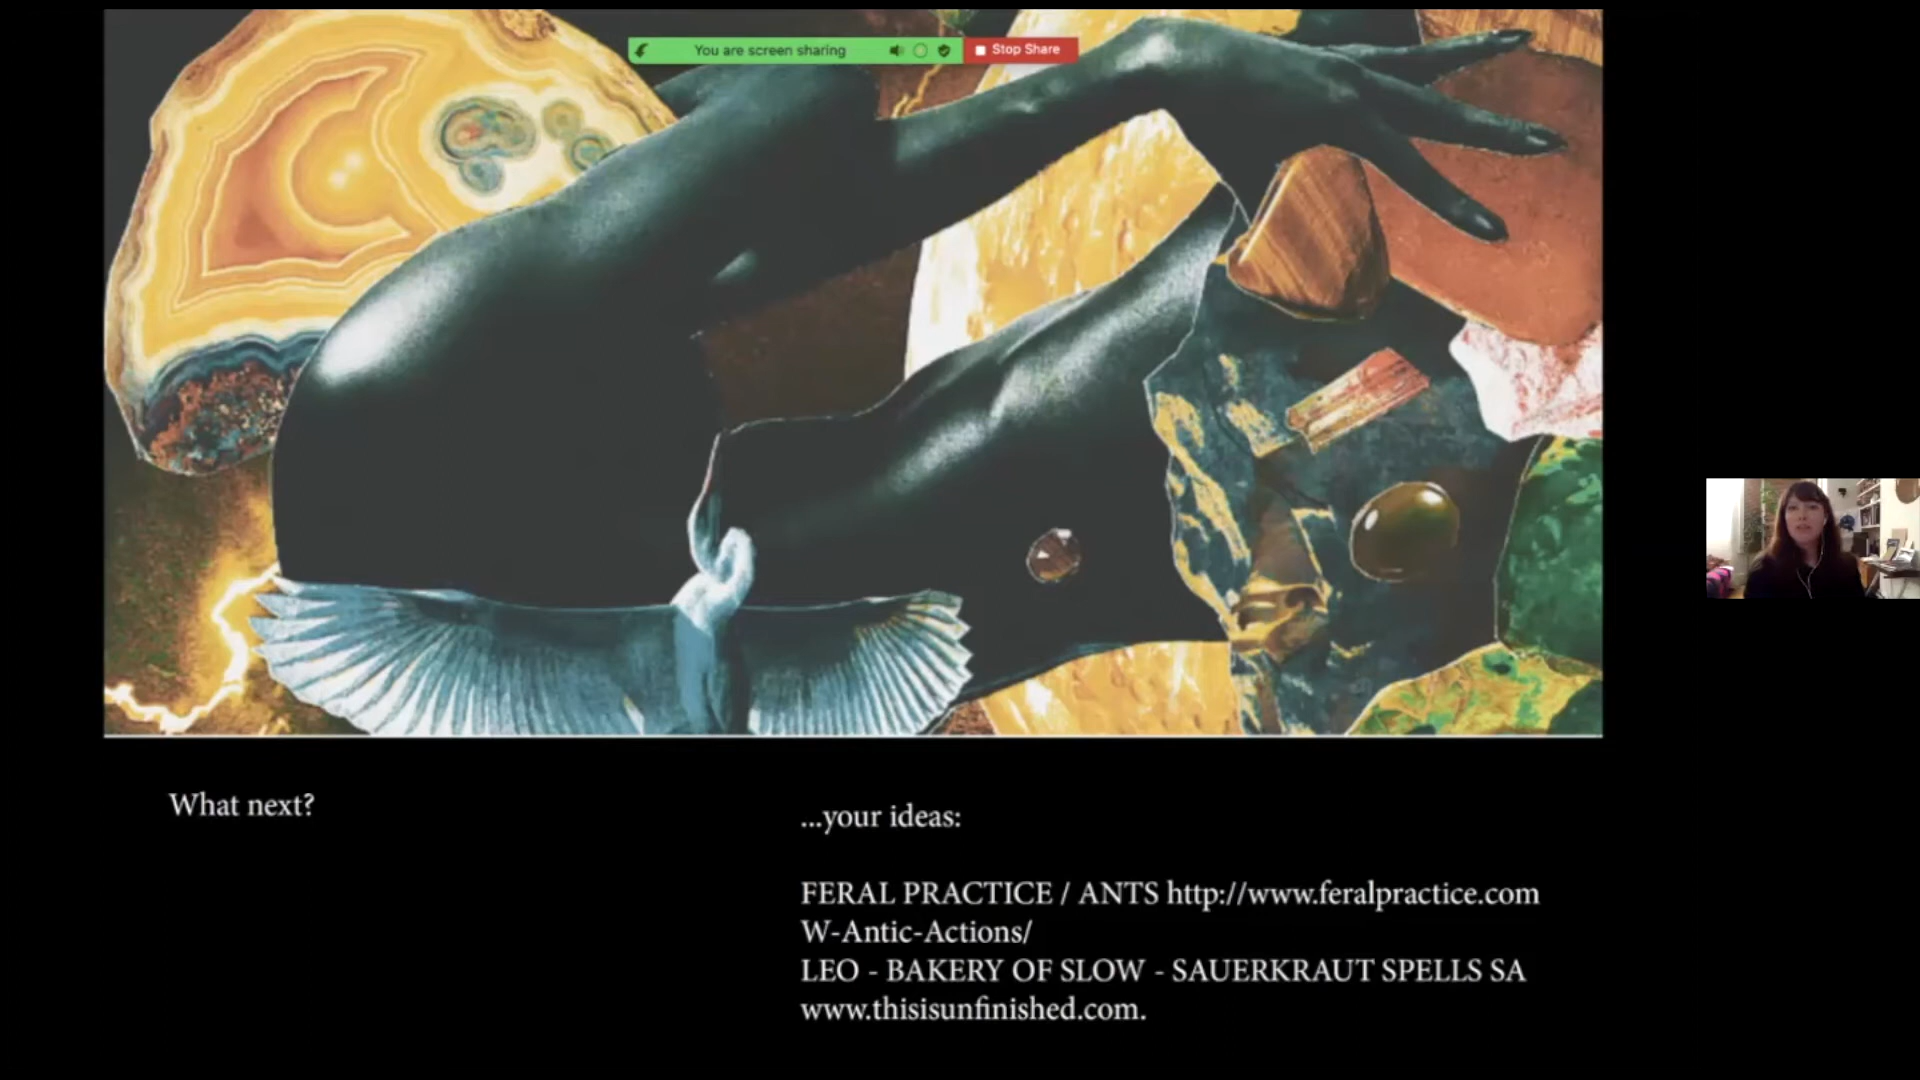 You are screen sharing
Stop Share
What next?
...your ideas:
FERAL PRACTICE / ANTS http://www.feralpractice.com
W-Antic-Actions/
LEO - BAKERY OF SLOW - SAUERKRAUT SPELLS SA
www.thisisunfinished.com.